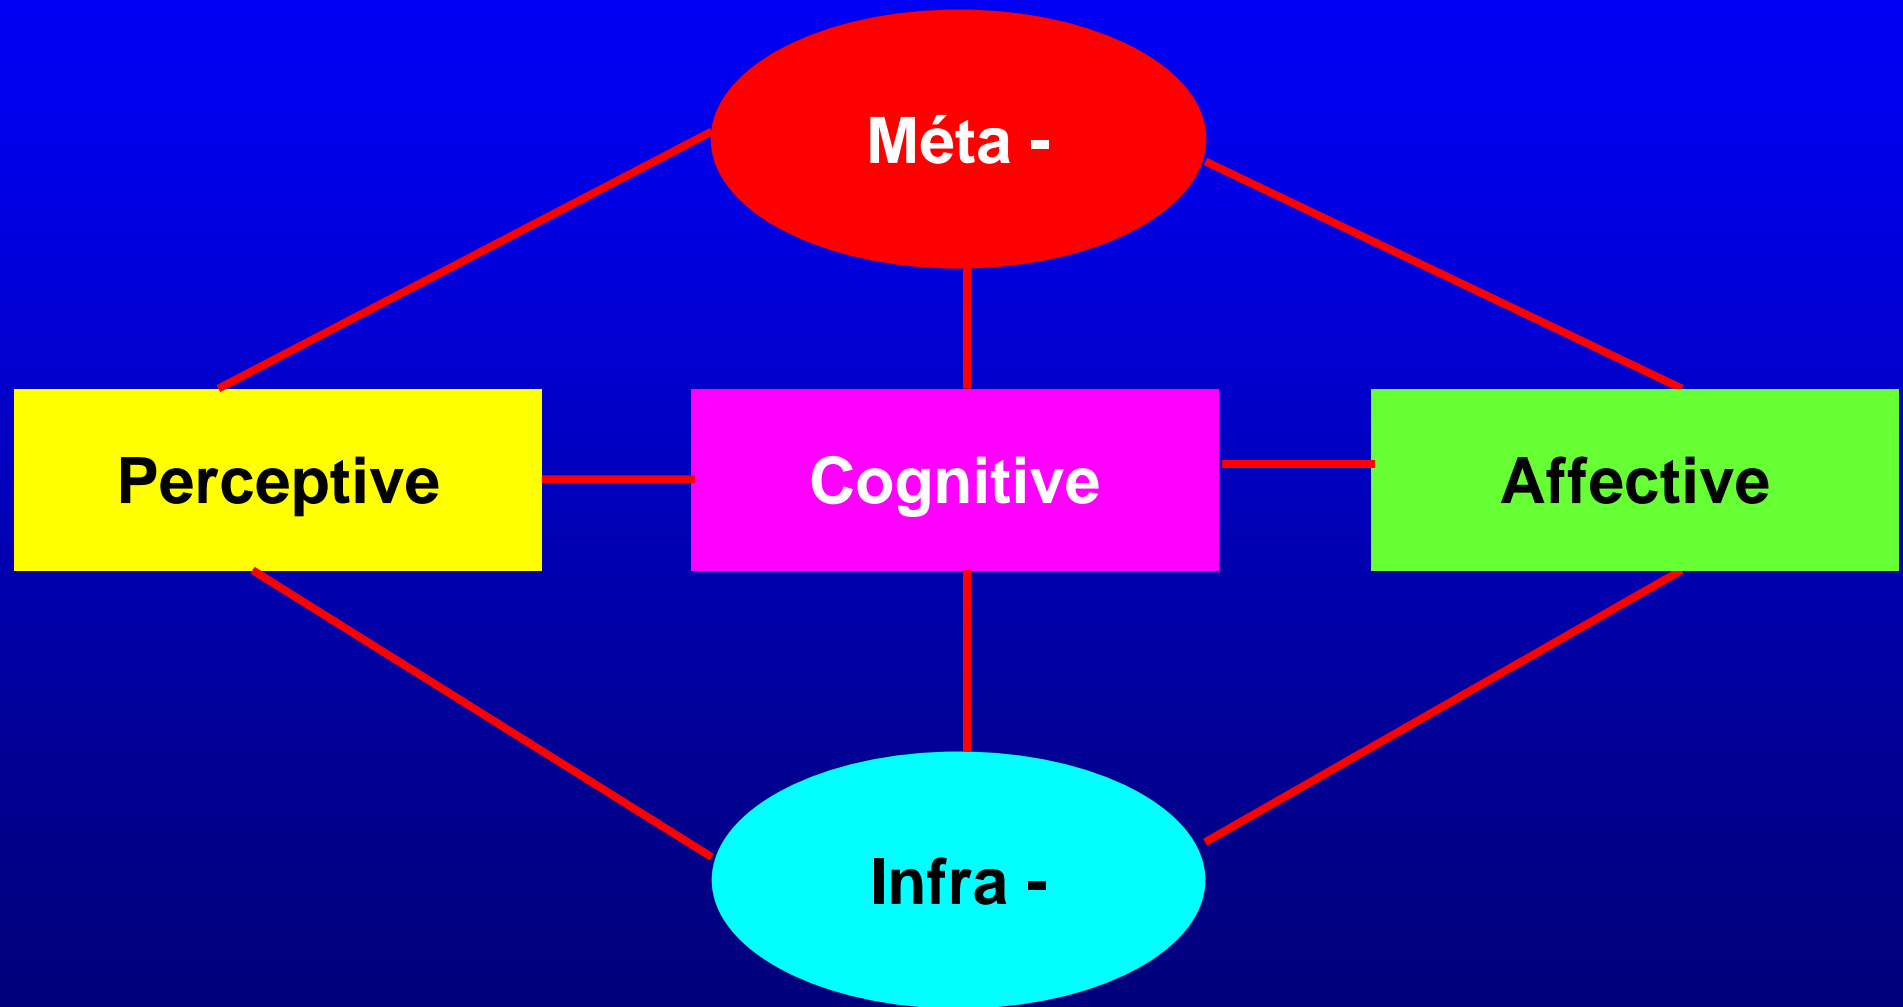 Méta -
Perceptive
Cognitive
Affective
Infra -